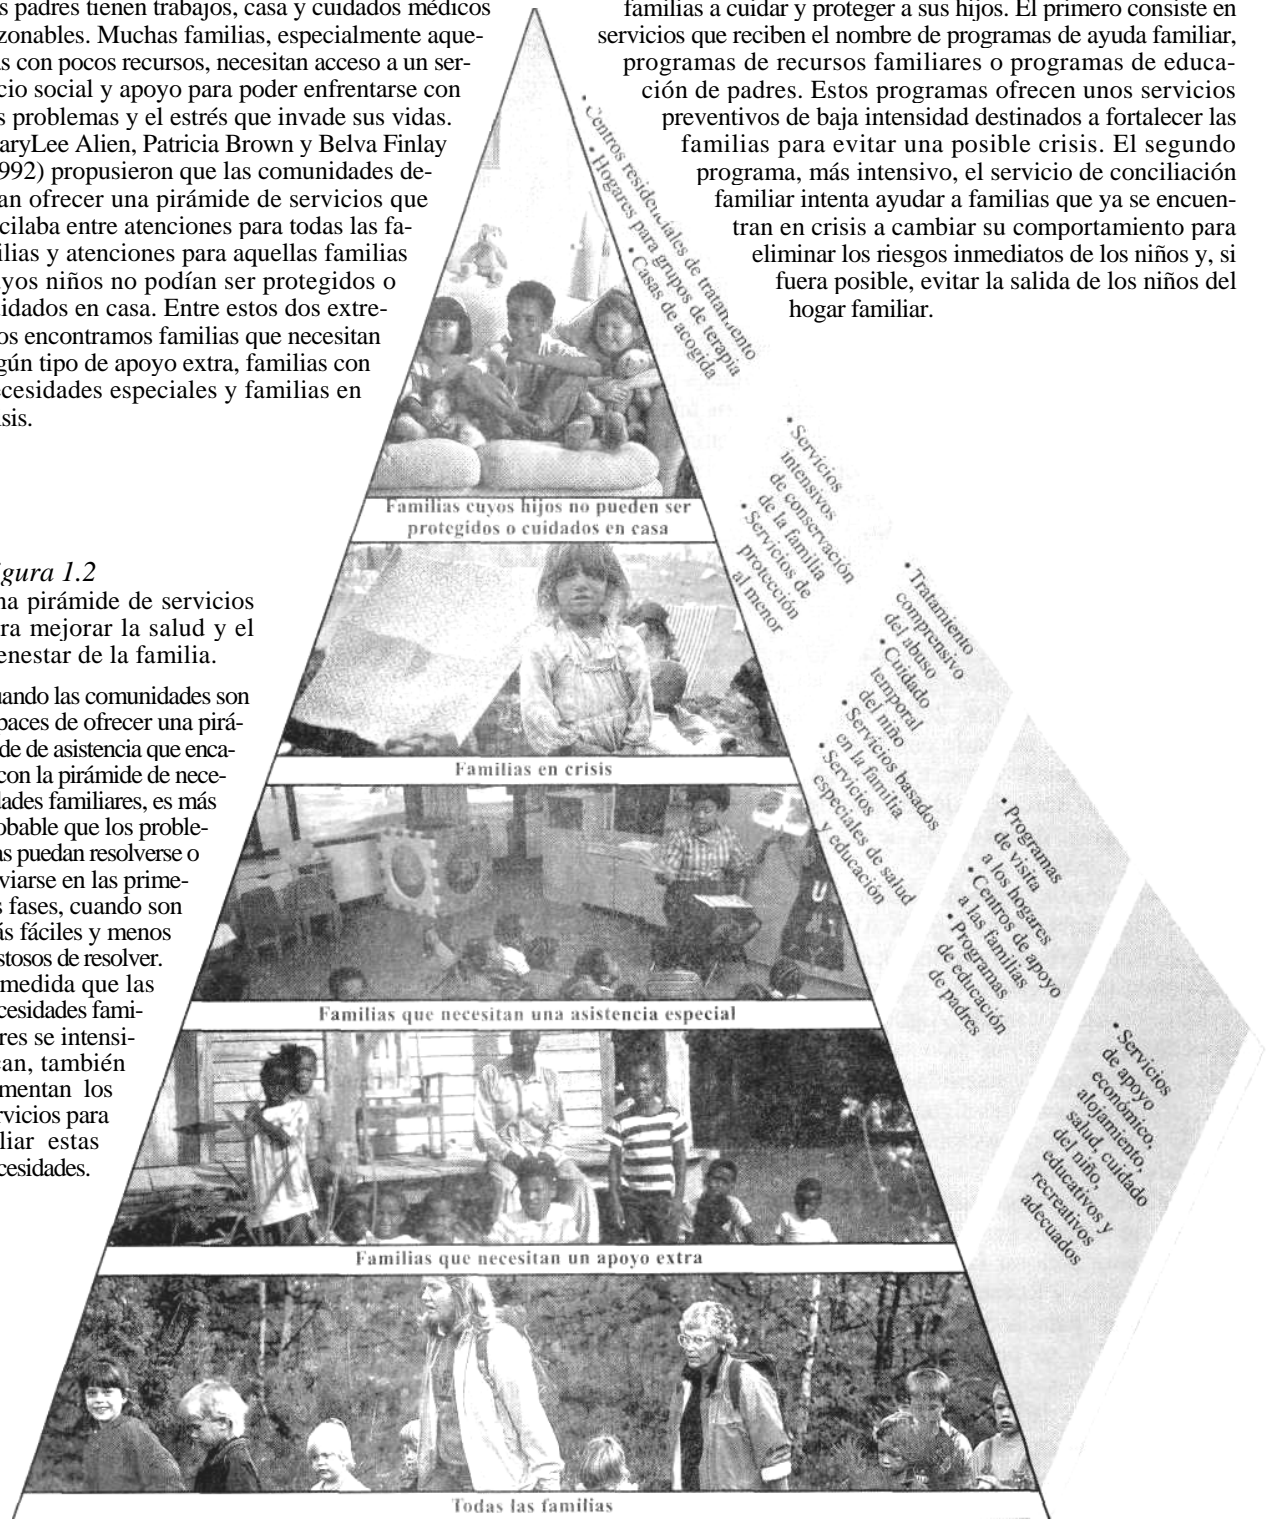 s padres tienen trabajos, casa y cuidados médicos
zonables. Muchas familias, especialmente aque-
as con pocos recursos, necesitan acceso a un ser-
cio social y apoyo para poder enfrentarse con
s problemas y el estrés que invade sus vidas.
aryLee Alien, Patricia Brown y Belva Finlay
992) propusieron que las comunidades de-
an ofrecer una pirámide de servicios que
cilaba entre atenciones para todas las fa-
ilias y atenciones para aquellas familias
yos niños no podían ser protegidos o
idados en casa. Entre estos dos extre-
os encontramos familias que necesitan
gún tipo de apoyo extra, familias con
cesidades especiales y familias en
isis.
familias a cuidar y proteger a sus hijos. El primero consiste en
servicios que reciben el nombre de programas de ayuda familiar,
programas de recursos familiares o programas de educa-
ción de padres. Estos programas ofrecen unos servicios
preventivos de baja intensidad destinados a fortalecer las
familias para evitar una posible crisis. El segundo
programa, más intensivo, el servicio de conciliación
familiar intenta ayudar a familias que ya se encuen-
tran en crisis a cambiar su comportamiento para
eliminar los riesgos inmediatos de los niños y, si
fuera posible, evitar la salida de los niños del
hogar familiar.
igura 1.2
na pirámide de servicios
ra mejorar la salud y el
enestar de la familia.
uando las comunidades son
paces de ofrecer una pirá-
de de asistencia que enca-
con la pirámide de nece-
dades familiares, es más
obable que los proble-
as puedan resolverse o
viarse en las prime-
s fases, cuando son
ás fáciles y menos
stosos de resolver.
medida que las
cesidades fami-
res se intensi-
can, también
mentan los
rvicios para
liar estas
cesidades.
Familias cuyos hijos no pueden ser
protegidos o cuidados en casa
• Centros residenciales de tratamiento
• Hogares para grupos de terapia
• Casas de acogida
Familias en crisis
• Servicios
intensivos
de conservación
de la familia
• Servicios de
protección
al menor
Familias que necesitan una asistencia especial
• Tratamiento
comprensivo
del abuso
• Cuidado
temporal
del niño
• Servicios basados
en la familia
• Servicios
especiales de salud
y educación
Familias que necesitan un apoyo extra
• Programas
de visita
a los hogares
• Centros de apoyo
a las familias
• Programas
de educación
de padres
Todas las familias
• Servicios
de apoyo
económico,
alojamiento,
salud, cuidado
del niño,
educativos y
recreativos
adecuados